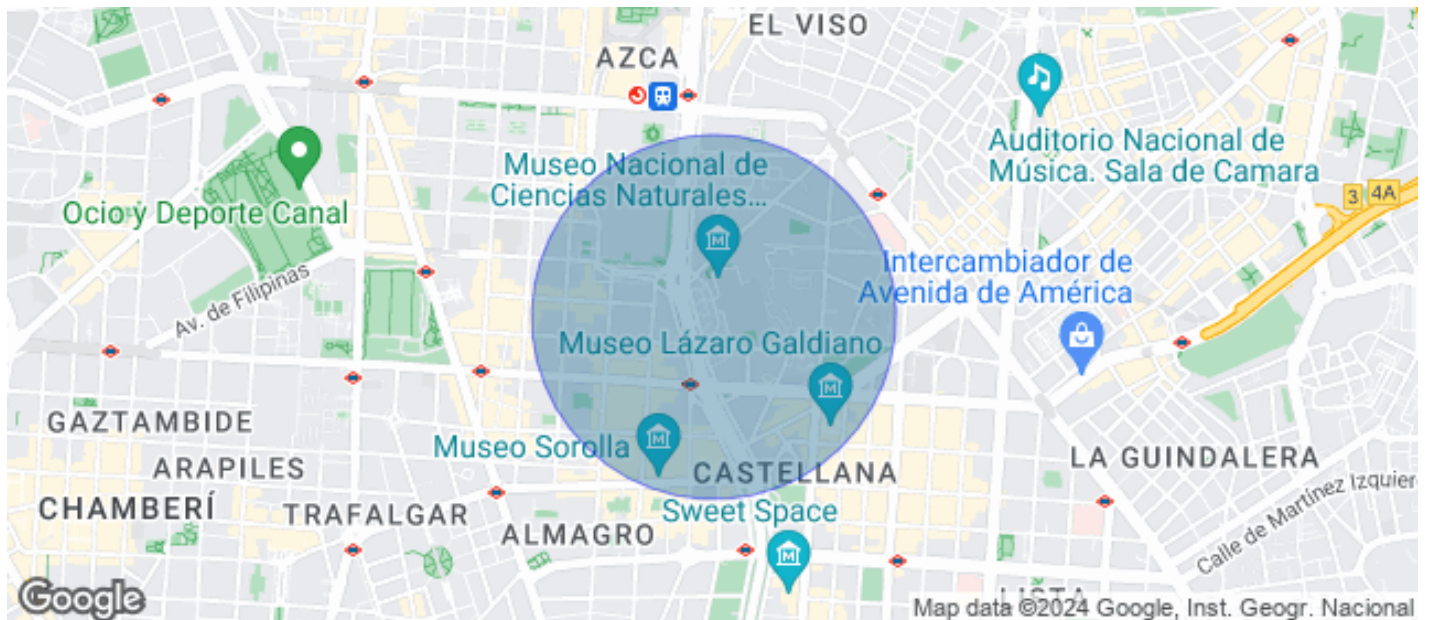 EL VISO
AZCA
Auditorio Nacional de
Música. Sala de Camara
Museo Nacional de
Ciencias Naturales...
3
4A
Ocio y Deporte Canal
Intercambiador de
Avenida de América
Av. de Filipinas
Museo Lázaro Galdiano
GAZTAMBIDE
Museo Sorolla
ARAPILES
CASTELLANA
LA GUINDALERA
CHAMBERÍ
TRAFALGAR
Sweet Space
ALMAGRO
Calle de Martínez Izquier
LISTA
Google
Map data ©2024 Google, Inst. Geogr. Nacional